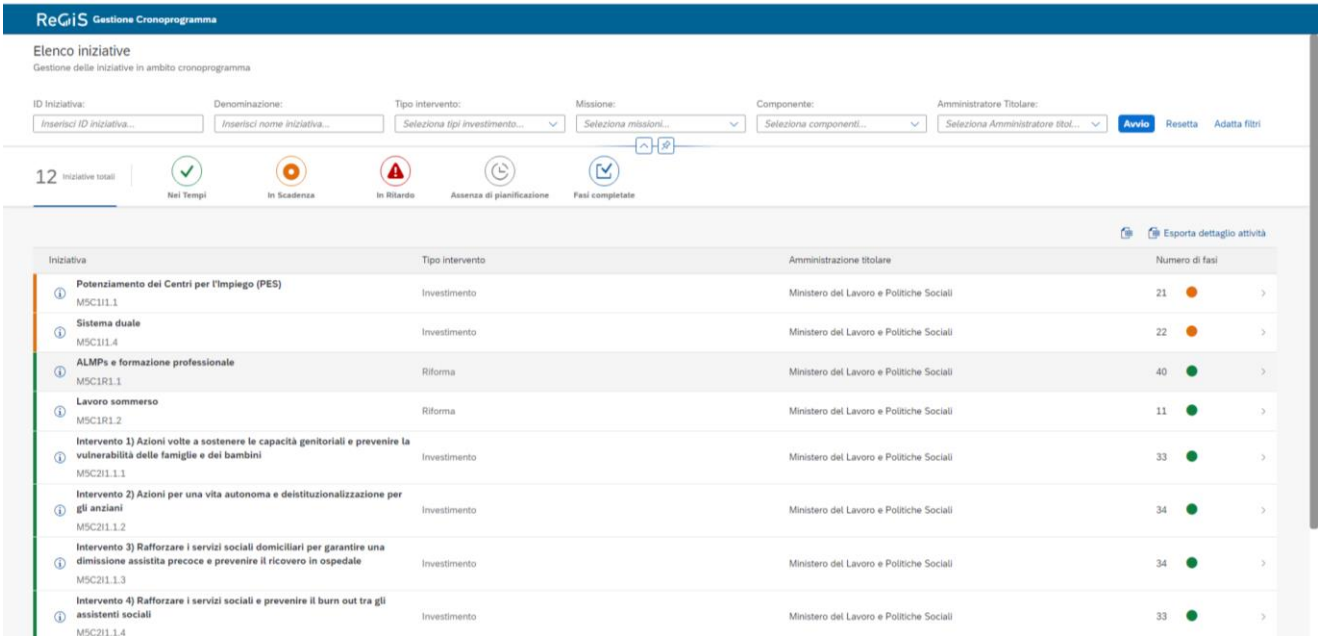 ReGiS Gestione Cronoprogramma
Elenco iniziative
Gestione delle iniziative in ambito cronoprogramma
ID Iniziativa: Denominazione: Tipo intervento: Missione: Componente: Amministratore Titolare:
Inserisci ID iniziativa... Inserisci nome iniziativa... Seleziona tipi investimento... Seleziona missioni... Seleziona componenti... Seleziona Amministratore titol... Avvio Resetta Adatta filtri
12 Iniziative totali
Nei Tempi In Scadenza In Ritardo Assenza di pianificazione Fasi completate
Esporta dettaglio attività
Iniziativa Tipo intervento Amministrazione titolare Numero di fasi
Potenziamento dei Centri per l'Impiego (PES)
M5C1I1.1 Investimento Ministero del Lavoro e Politiche Sociali 21
Sistema duale
M5C1I1.4 Investimento Ministero del Lavoro e Politiche Sociali 22
ALMPs e formazione professionale
M5C1R1.1 Riforma Ministero del Lavoro e Politiche Sociali 40
Lavoro sommerso
M5C1R1.2 Riforma Ministero del Lavoro e Politiche Sociali 11
Intervento 1) Azioni volte a sostenere le capacità genitoriali e prevenire la
vulnerabilità delle famiglie e dei bambini Investimento Ministero del Lavoro e Politiche Sociali 33
M5C2I1.1.1
Intervento 2) Azioni per una vita autonoma e deistituzionalizzazione per
gli anziani Investimento Ministero del Lavoro e Politiche Sociali 34
M5C2I1.1.2
Intervento 3) Rafforzare i servizi sociali domiciliari per garantire una
dimissione assistita precoce e prevenire il ricovero in ospedale Investimento Ministero del Lavoro e Politiche Sociali 34
M5C2I1.1.3
Intervento 4) Rafforzare i servizi sociali e prevenire il burn out tra gli
assistenti sociali Investimento Ministero del Lavoro e Politiche Sociali 33
M5C2I1.1.4